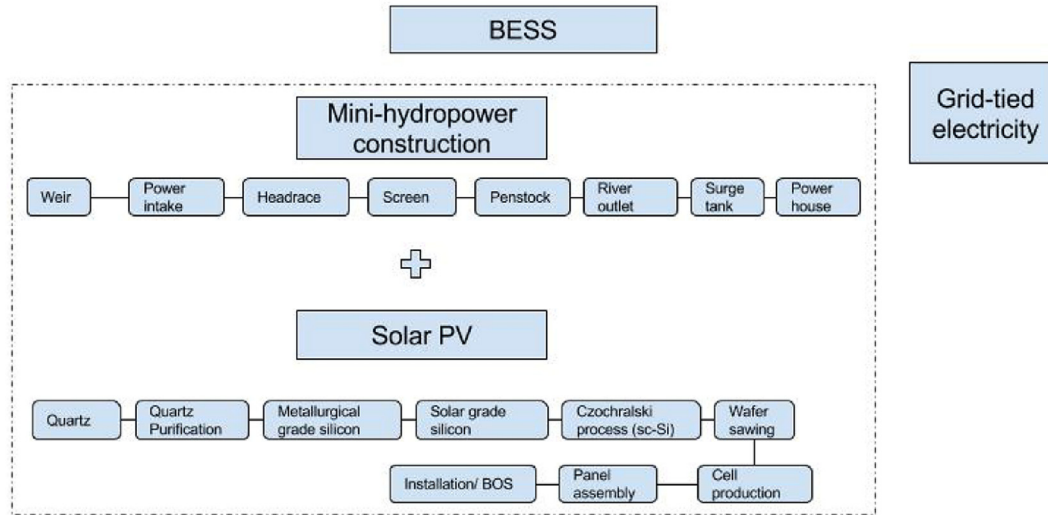 BESS
Grid-tied
electricity
Mini-hydropower
construction
Weir
Power
intake
Headrace
Screen
Penstock
River
outlet
Surge
tank
Power
house
Solar PV
Quartz
Quartz
Purification
Metallurgical
grade silicon
Solar grade
silicon
Czochralski
process (sc-Si)
Wafer
sawing
Installation/ BOS
Panel
assembly
Cell
production